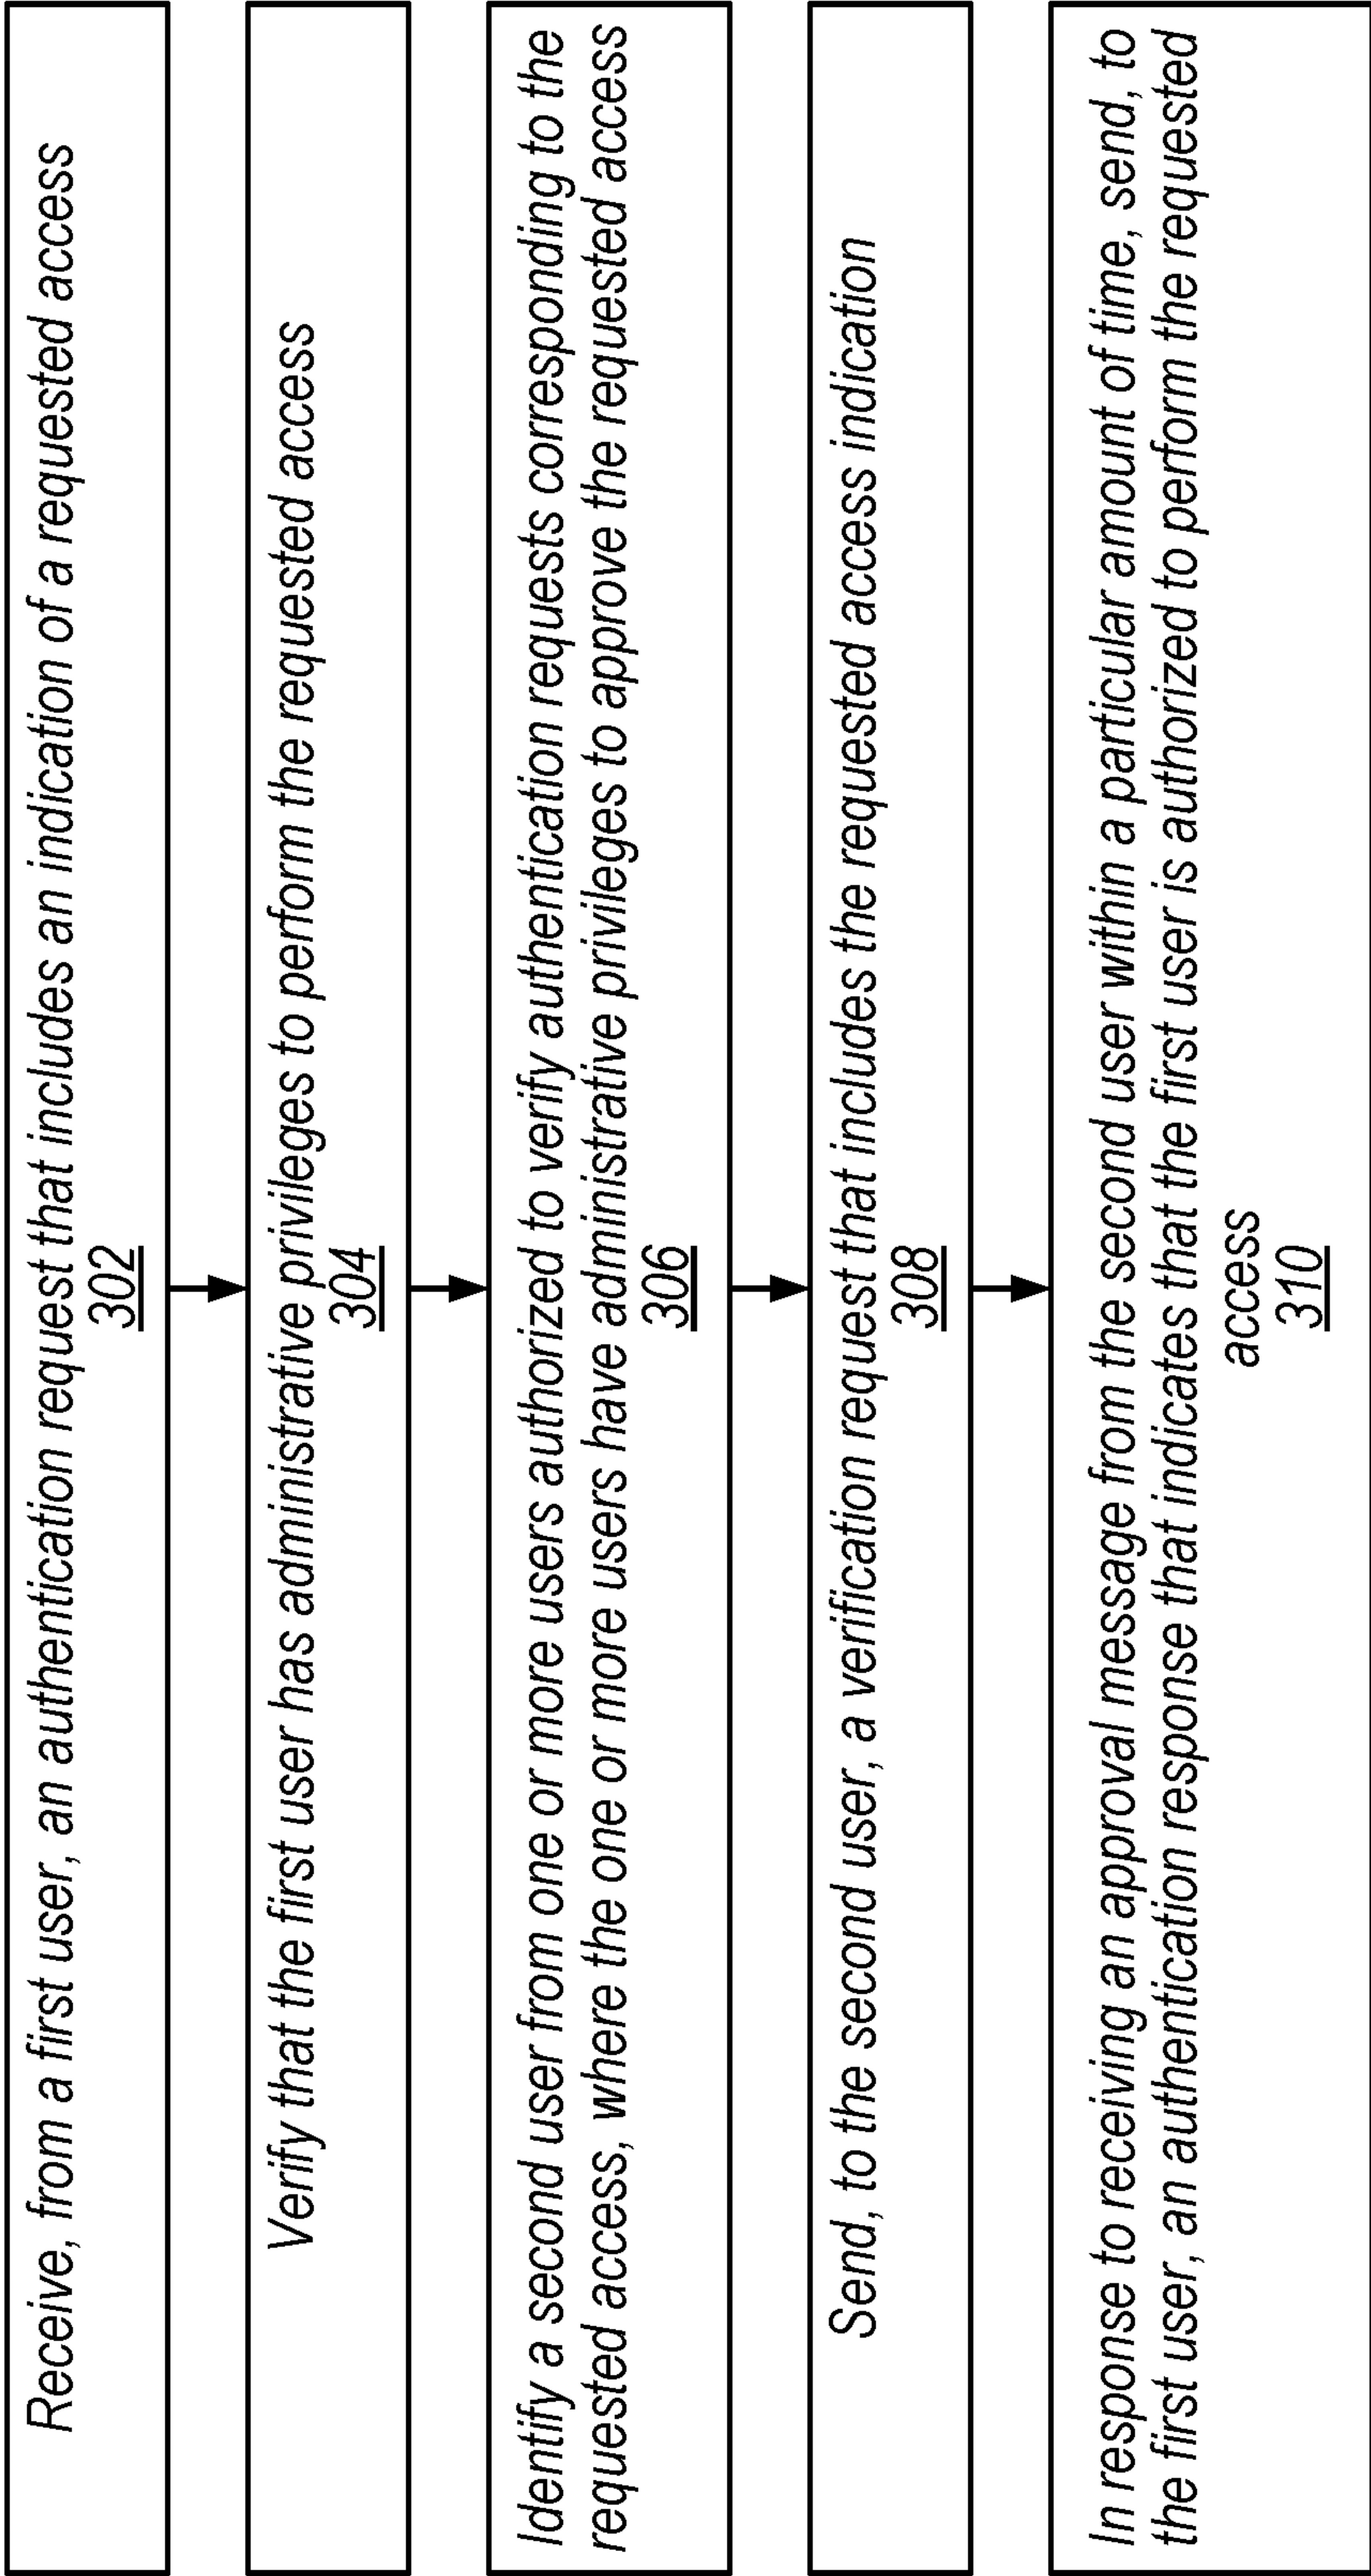 Receive, from a first user, an authentication request that includes an indication of a requested access
302
Verify that the first user has administrative privileges to perform the requested access
304
Identify a second user from one or more users authorized to verify authentication requests corresponding to the
requested access, where the one or more users have administrative privileges to approve the requested access
306
Send, to the second user, a verification request that includes the requested access indication
308
In response to receiving an approval message from the second user within a particular amount of time, send, to
the first user, an authentication response that indicates that the first user is authorized to perform the requested
access
310